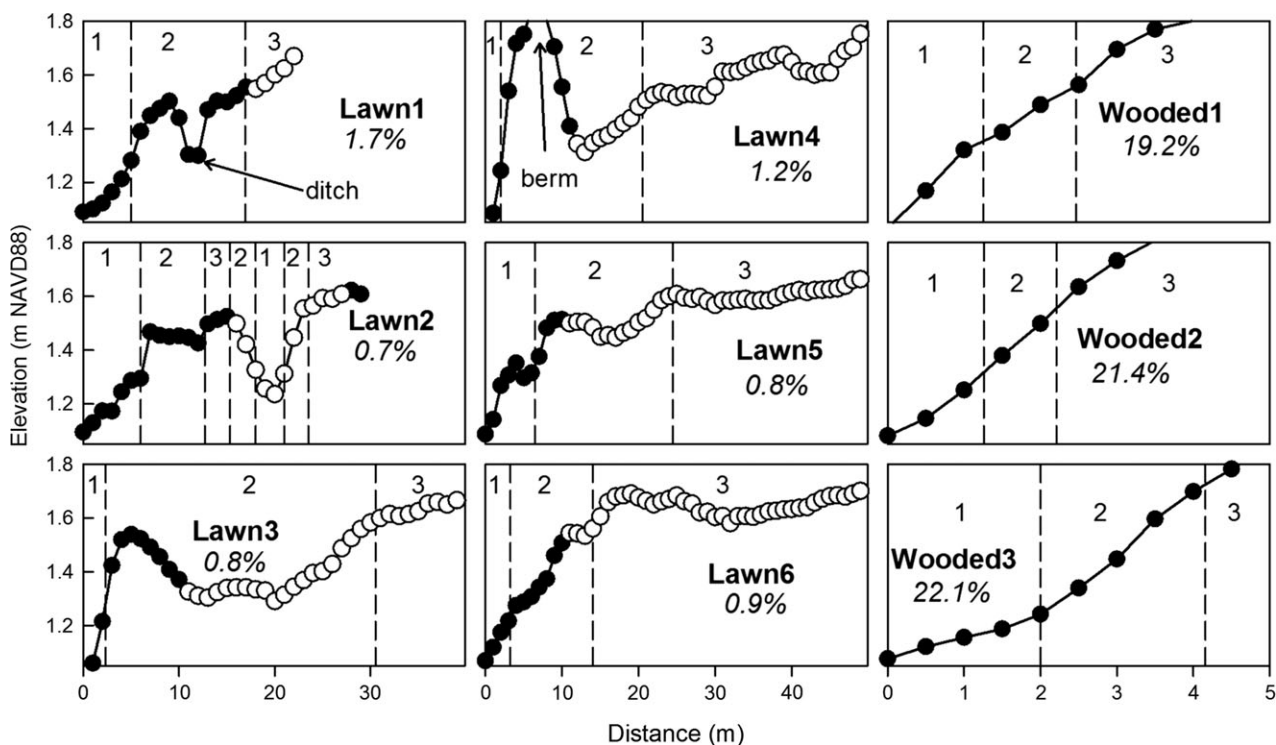 1.8
1.6
1.4
1.2
1 2 3
Lawn1
1.7%
ditch
1 2 3
Lawn4
1.2%
berm
1 2 3
Wooded1
19.2%
Elevation (m NAVD88)
1.8
1.6
1.4
1.2
1 2 3 2 1 2 3
Lawn2
0.7%
1 2 3
Lawn5
0.8%
1 2 3
Wooded2
21.4%
1.8
1.6
1.4
1.2
1 2 3
Lawn3
0.8%
1 2 3
Lawn6
0.9%
1 2 3
Wooded3
22.1%
0 10 20 30
0 10 20 30 40
0 1 2 3 4 5
Distance (m)